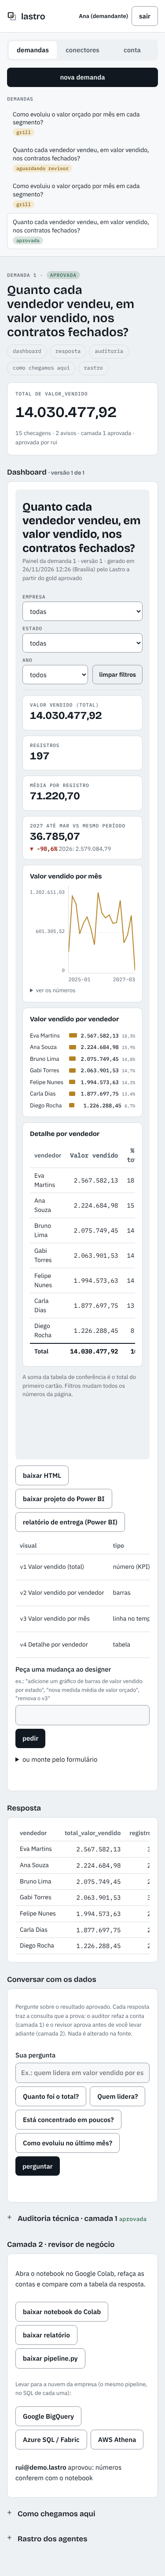 lastro
Ana (demandante)
sair
demandas
conectores
conta
nova demanda
DEMANDAS
Como evoluiu o valor orçado por mês em cada
segmento?
grill
Quanto cada vendedor vendeu, em valor vendido,
nos contratos fechados?
aguardando revisor
Como evoluiu o valor orçado por mês em cada
segmento?
grill
Quanto cada vendedor vendeu, em valor vendido,
nos contratos fechados?
aprovada
DEMANDA 1 · APROVADA
Quanto cada
vendedor vendeu, em
valor vendido, nos
contratos fechados?
dashboard
resposta
auditoria
como chegamos aqui
rastro
TOTAL DE VALOR_VENDIDO
14.030.477,92
15 checagens · 2 avisos · camada 1 aprovada ·
aprovada por rui
Dashboard · versão 1 de 1
Quanto cada
vendedor vendeu, em
valor vendido, nos
contratos fechados?
Painel da demanda 1 · versão 1 · gerado em
26/11/2026 12:26 (Brasília) pelo Lastro a
partir do gold aprovado
EMPRESA
todas
ESTADO
todos
ANO
todos
limpar filtros
VALOR VENDIDO (TOTAL)
14.030.477,92
REGISTROS
197
MÉDIA POR REGISTRO
71.220,70
2027 ATÉ MAR VS MESMO PERÍODO
36.785,07
▼ -98,6% 2026: 2.579.084,79
Valor vendido por mês
1.202.611,03
601.305,52
0
2025-01
2027-03
▶ ver os números
Valor vendido por vendedor
Eva Martins 2.567.582,13 18,3%
Ana Souza 2.224.684,98 15,9%
Bruno Lima 2.075.749,45 14,8%
Gabi Torres 2.063.901,53 14,7%
Felipe Nunes 1.994.573,63 14,2%
Carla Dias 1.877.697,75 13,4%
Diego Rocha 1.226.288,45 8,7%
Detalhe por vendedor
vendedor Valor vendido
Eva
Martins 2.567.582,13 18
Ana
Souza 2.224.684,98 15
Bruno
Lima 2.075.749,45 14
Gabi
Torres 2.063.901,53 14
Felipe
Nunes 1.994.573,63 14
Carla
Dias 1.877.697,75 13
Diego
Rocha 1.226.288,45 8
Total 14.030.477,92
A soma da tabela de conferência é o total do
primeiro cartão. Filtros mudam todos os
números da página.
baixar HTML
baixar projeto do Power BI
relatório de entrega (Power BI)
visual tipo
v1 Valor vendido (total) número (KPI)
v2 Valor vendido por vendedor barras
v3 Valor vendido por mês linha no temp
v4 Detalhe por vendedor tabela
Peça uma mudança ao designer
ex.: "adicione um gráfico de barras de valor vendido
por estado", "nova medida média de valor orçado",
"remova o v3"
pedir
▶ ou monte pelo formulário
Resposta
vendedor total_valor_vendido registro
Eva Martins 2.567.582,13
Ana Souza 2.224.684,98
Bruno Lima 2.075.749,45
Gabi Torres 2.063.901,53
Felipe Nunes 1.994.573,63
Carla Dias 1.877.697,75
Diego Rocha 1.226.288,45
Conversar com os dados
Pergunte sobre o resultado aprovado. Cada resposta
traz a consulta que a prova: o auditor refaz a conta
(camada 1) e o revisor aprova antes de você levar
adiante (camada 2). Nada é alterado na fonte.
Sua pergunta
Ex.: quem lidera em valor vendido por es
Quanto foi o total?
Quem lidera?
Está concentrado em poucos?
Como evoluiu no último mês?
perguntar
+ Auditoria técnica · camada 1 aprovada
Camada 2 · revisor de negócio
Abra o notebook no Google Colab, refaça as
contas e compare com a tabela da resposta.
baixar notebook do Colab
baixar relatório
baixar pipeline.py
Levar para a nuvem da empresa (o mesmo pipeline,
no SQL de cada uma):
Google BigQuery
Azure SQL / Fabric
AWS Athena
rui@demo.lastro aprovou: números
conferem com o notebook
+ Como chegamos aqui
+ Rastro dos agentes